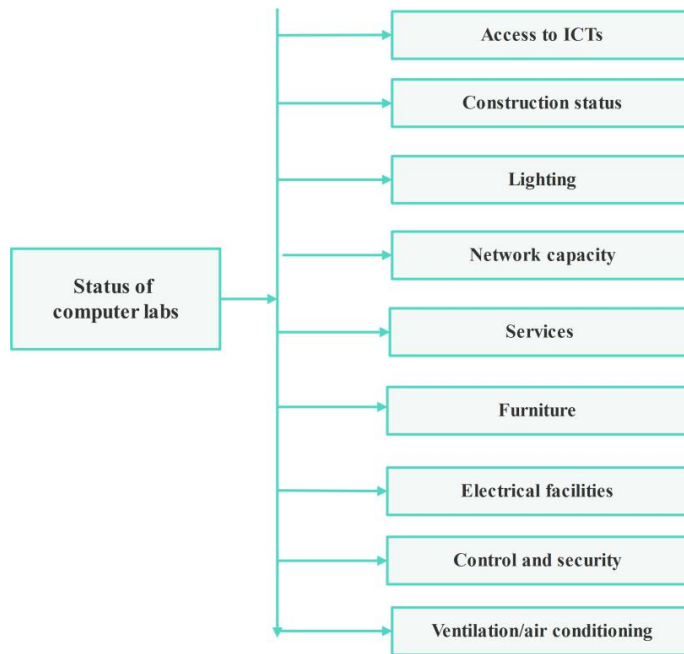 Access to ICTs
Construction status
Lighting
Network capacity
Status of
computer labs
Services
Furniture
Electrical facilities
Control and security
Ventilation/air conditioning